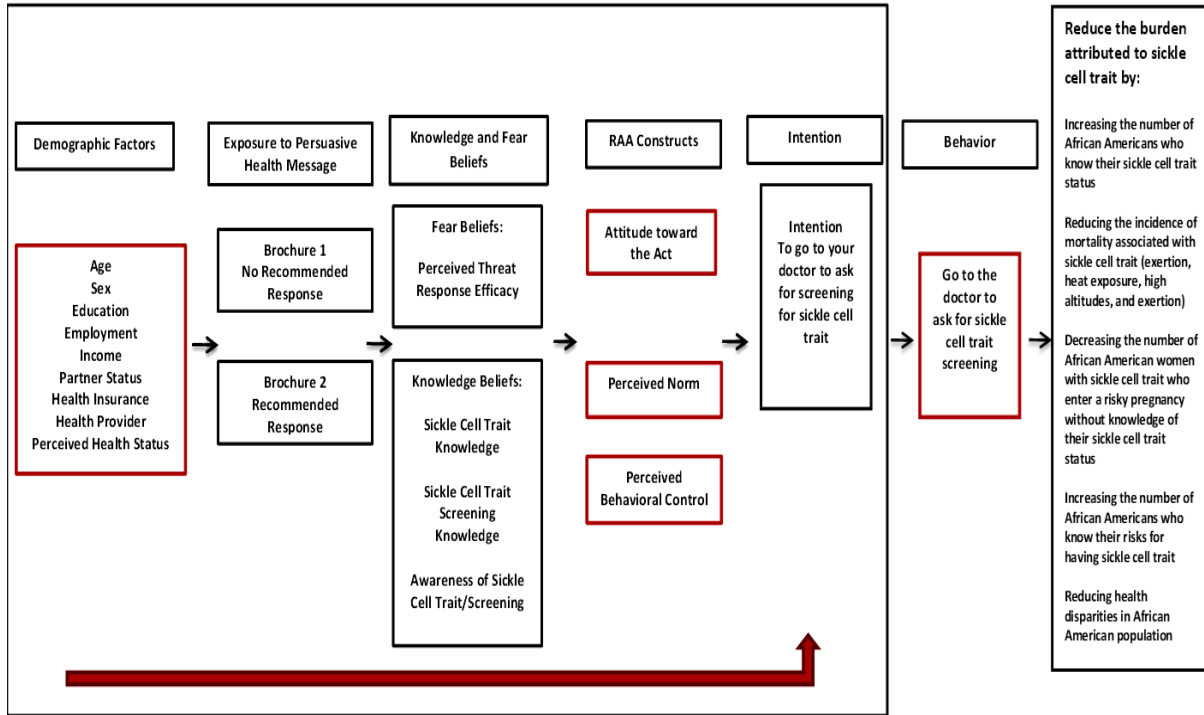 Demographic Factors
Exposure to Persuasive
Health Message
Knowledge and Fear
Beliefs
RAA Constructs
Intention
Behavior
Age
Sex
Education
Employment
Income
Partner Status
Health Insurance
Health Provider
Perceived Health Status
Brochure 1
No Recommended
Response
Brochure 2
Recommended
Response
Fear Beliefs:
Perceived Threat
Response Efficacy
Knowledge Beliefs:
Sickle Cell Trait
Knowledge
Sickle Cell Trait
Screening
Knowledge
Awareness of Sickle
Cell Trait/Screening
Attitude toward
the Act
Perceived Norm
Perceived
Behavioral Control
Intention
To go to your
doctor to ask
for screening
for sickle cell
trait
Go to the
doctor to
ask for sickle
cell trait
screening
Reduce the burden
attributed to sickle
cell trait by:
Increasing the number of
African Americans who
know their sickle cell trait
status
Reducing the incidence of
mortality associated with
sickle cell trait (exertion,
heat exposure, high
altitudes, and exertion)
Decreasing the number of
African American women
with sickle cell trait who
enter a risky pregnancy
without knowledge of
their sickle cell trait
status
Increasing the number of
African Americans who
know their risks for
having sickle cell trait
Reducing health
disparities in African
American population